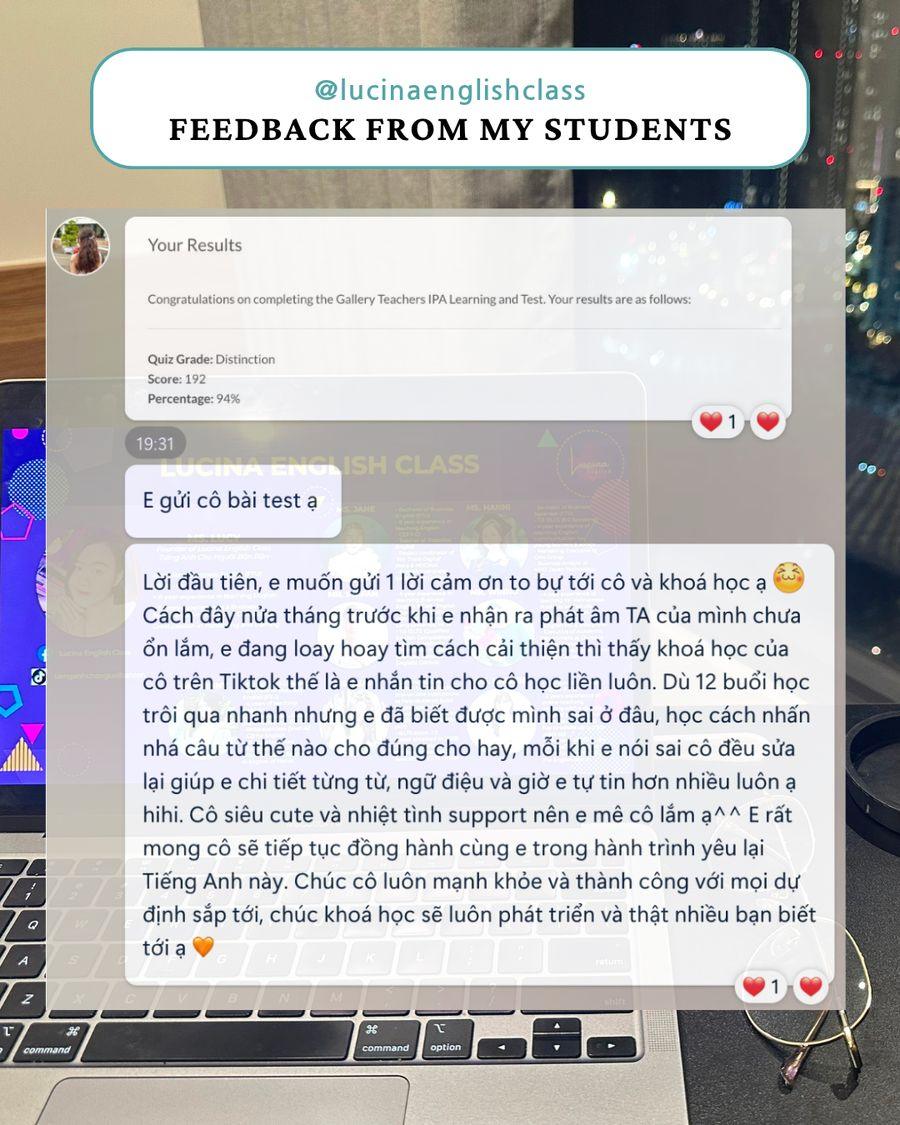 @lucinaenglishclass
FEEDBACK FROM MY STUDENTS
Your Results
Congratulations on completing the Gallery Teachers IPA Learning and Test. Your results are as follows:
Quiz Grade: Distinction
Score: 192
Percentage: 94%
1
19:31
LUCINA ENGLISH CLASS
E gửi cô bài test ạ
MS. JANE
Lời đầu tiên, e muốn gửi 1 lời cảm ơn to bự tới cô và khoá học ạ
Cách đây nửa tháng trước khi e nhận ra phát âm TA của mình chưa
ổn lắm, e đang loay hoay tìm cách cải thiện thì thấy khoá học của
cô trên Tiktok thế là e nhắn tin cho cô học liền luôn. Dù 12 buổi học
trôi qua nhanh nhưng e đã biết được mình sai ở đâu, học cách nhấn
nhá câu từ thế nào cho đúng cho hay, mỗi khi e nói sai cô đều sửa
lại giúp e chi tiết từng từ, ngữ điệu và giờ e tự tin hơn nhiều luôn ạ
hihi. Cô siêu cute và nhiệt tình support nên e mê cô lắm ạ^^ E rất
mong cô sẽ tiếp tục đồng hành cùng e trong hành trình yêu lại
Tiếng Anh này. Chúc cô luôn mạnh khỏe và thành công với mọi dự
định sắp tới, chúc khoá học sẽ luôn phát triển và thật nhiều bạn biết
tới ạ 🧡
1
Q
A
Z X C V B N M
return
shift
command
command
option